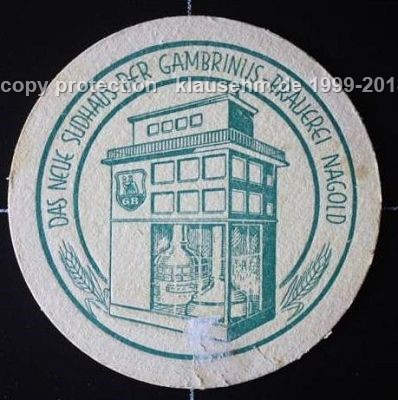 copy protection klausehm.de 1999-201
DAS NEUE SUDHAUS DER GAMBRINUS-BRAUEREI NAGOLD
GB